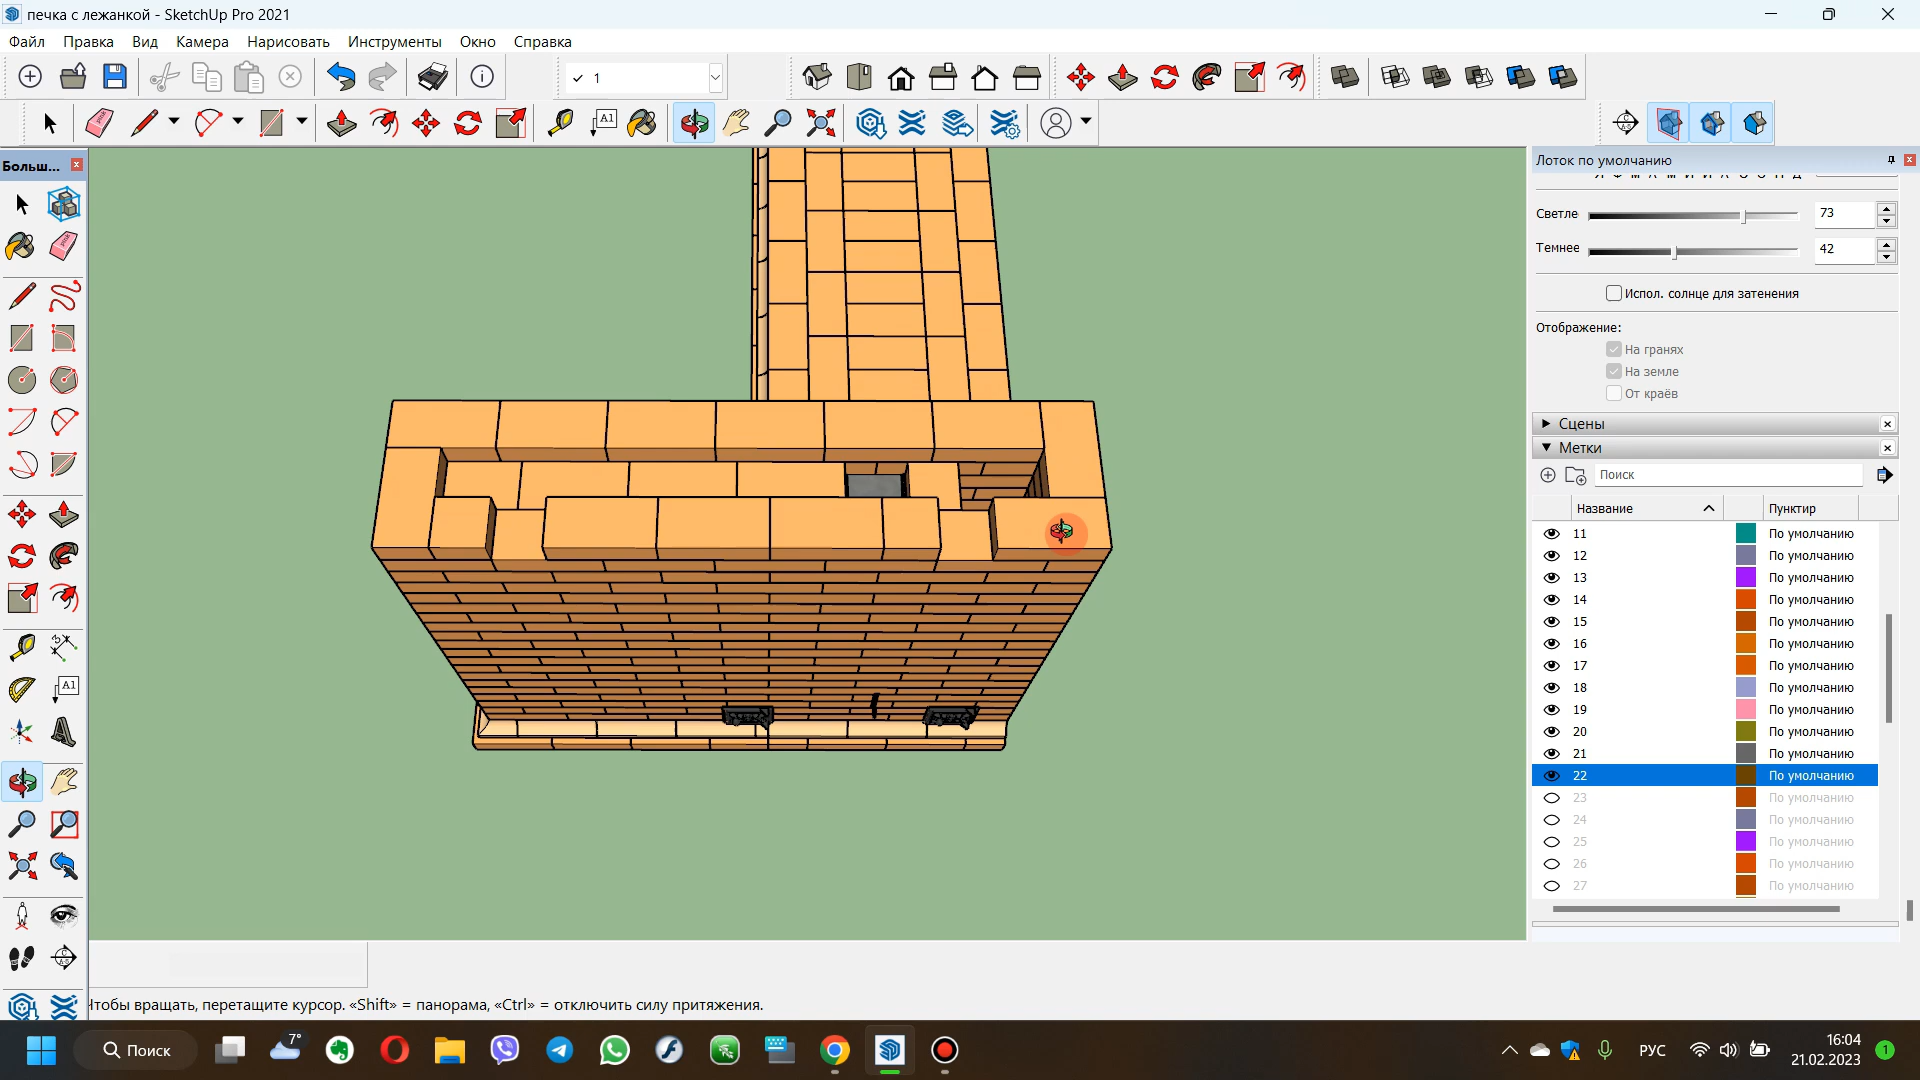 печка с лежанкой - SketchUp Pro 2021
Файл Правка Вид Камера Нарисовать Инструменты Окно Справка
1
Больш...
Лоток по умолчанию
Светле 73
Темнее 42
Испол. солнце для затенения
Отображение:
На гранях
На земле
От краёв
Сцены
Метки
Поиск
Название Пунктир
11 По умолчанию
12 По умолчанию
13 По умолчанию
14 По умолчанию
15 По умолчанию
16 По умолчанию
17 По умолчанию
18 По умолчанию
19 По умолчанию
20 По умолчанию
21 По умолчанию
22 По умолчанию
23 По умолчанию
24 По умолчанию
25 По умолчанию
26 По умолчанию
27 По умолчанию
Чтобы вращать, перетащите курсор. «Shift» = панорама, «Ctrl» = отключить силу притяжения.
Поиск
7°
РУС
16:04
21.02.2023
1